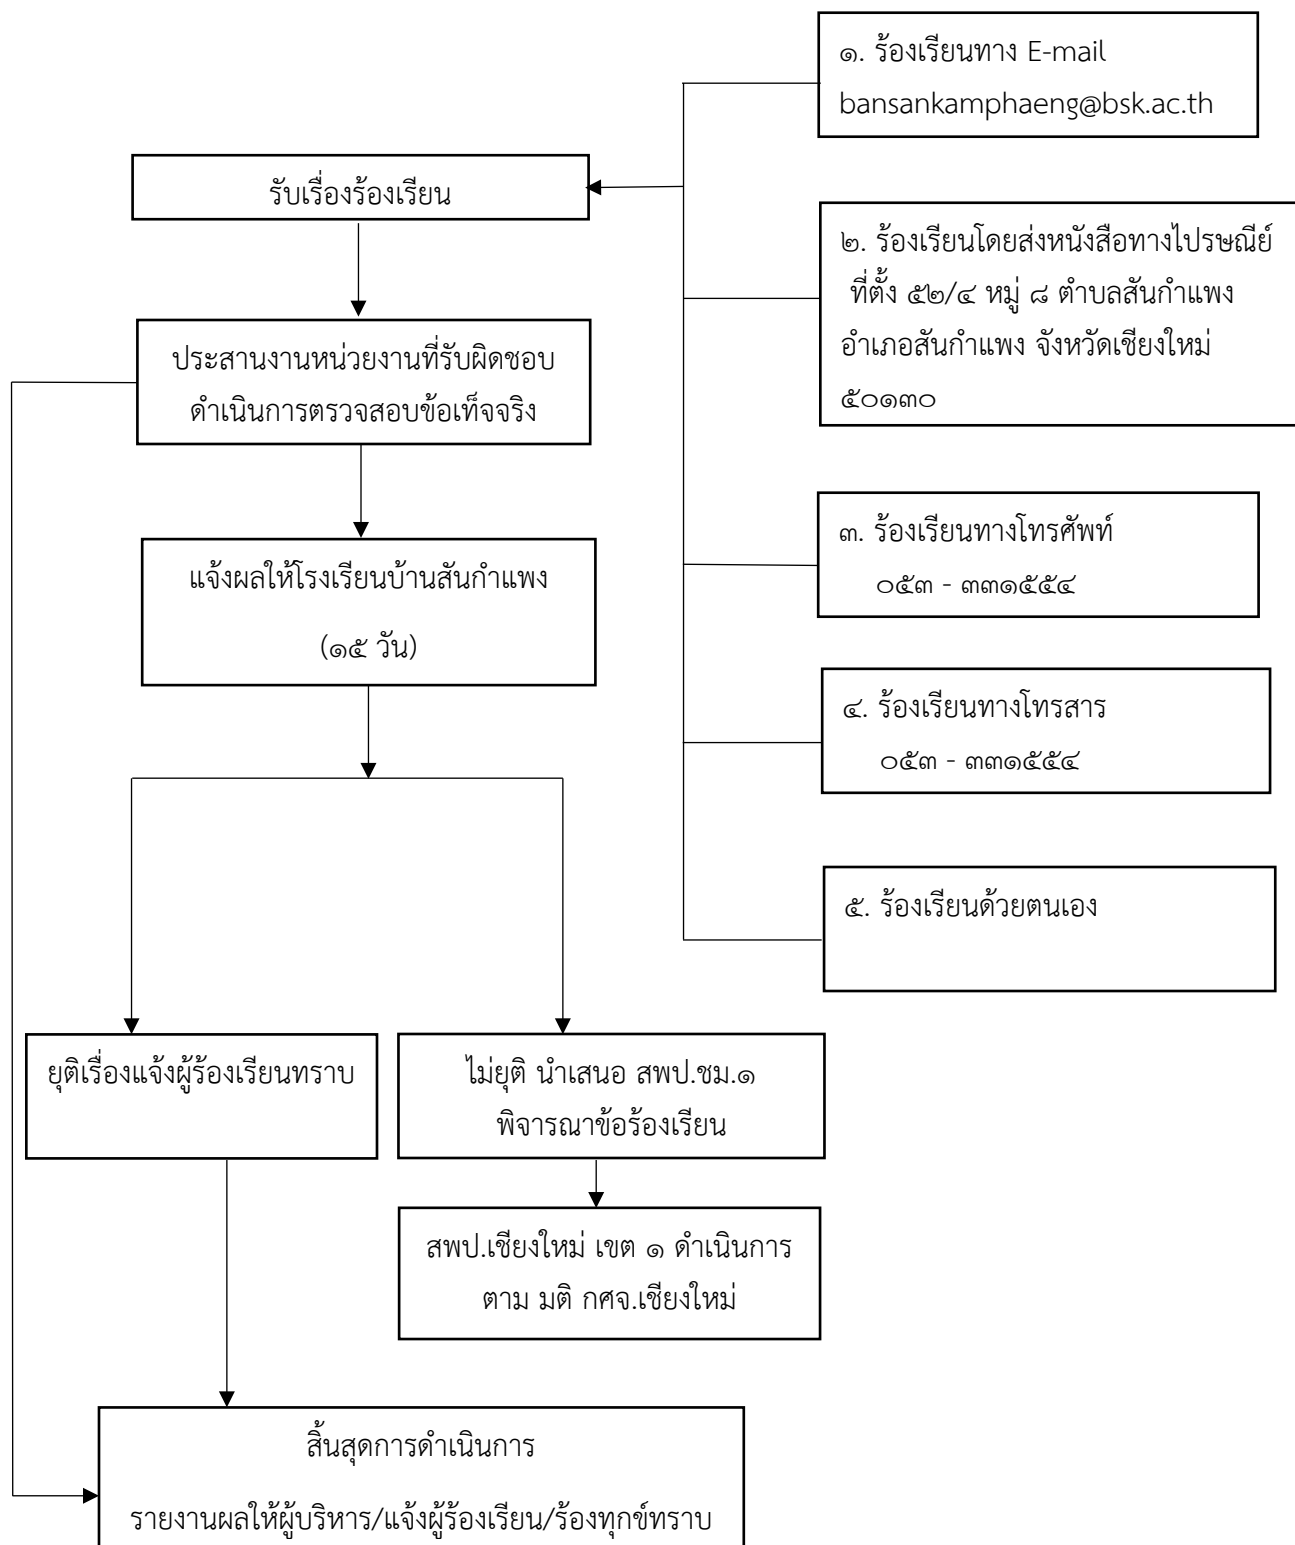 ๑. ร้องเรียนทาง E-mail
bansankamphaeng@bsk.ac.th
รับเรื่องร้องเรียน
๒. ร้องเรียนโดยส่งหนังสือทางไปรษณีย์
ที่ตั้ง ๕๒/๔ หมู่ ๘ ตำบลสันกำแพง
อำเภอสันกำแพง จังหวัดเชียงใหม่
๕๐๑๓๐
ประสานงานหน่วยงานที่รับผิดชอบ
ดำเนินการตรวจสอบข้อเท็จจริง
๓. ร้องเรียนทางโทรศัพท์
๐๕๓ - ๓๓๑๕๕๔
แจ้งผลให้โรงเรียนบ้านสันกำแพง
(๑๕ วัน)
๔. ร้องเรียนทางโทรสาร
๐๕๓ - ๓๓๑๕๕๔
๕. ร้องเรียนด้วยตนเอง
ยุติเรื่องแจ้งผู้ร้องเรียนทราบ
ไม่ยุติ นำเสนอ สพป.ชม.๑
พิจารณาข้อร้องเรียน
สพป.เชียงใหม่ เขต ๑ ดำเนินการ
ตาม มติ กศจ.เชียงใหม่
สิ้นสุดการดำเนินการ
รายงานผลให้ผู้บริหาร/แจ้งผู้ร้องเรียน/ร้องทุกข์ทราบ